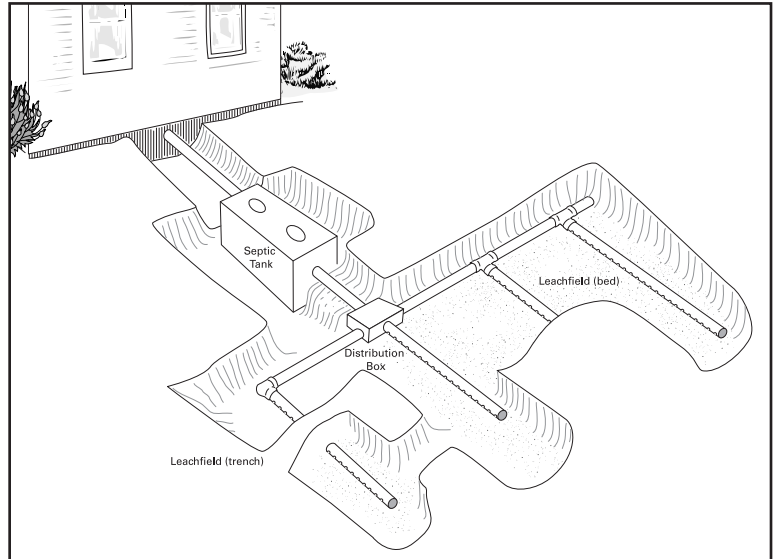 Septic
Tank
Leachfield (bed)
Distribution
Box
Leachfield (trench)